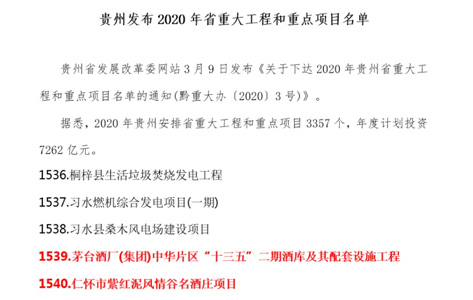 贵州发布 2020 年省重大工程和重点项目名单
贵州省发展改革委网站 3 月 9 日发布《关于下达 2020 年贵州省重大工
程和重点项目名单的通知(黔重大办〔2020〕3 号)》。
据悉，2020 年贵州安排省重大工程和重点项目 3357 个，年度计划投资
7262 亿元。
1536.桐梓县生活垃圾焚烧发电工程
1537.习水燃机综合发电项目(一期)
1538.习水县桑木风电场建设项目
1539.茅台酒厂(集团)中华片区“十三五”二期酒库及其配套设施工程
1540.仁怀市紫红泥风情谷名酒庄项目